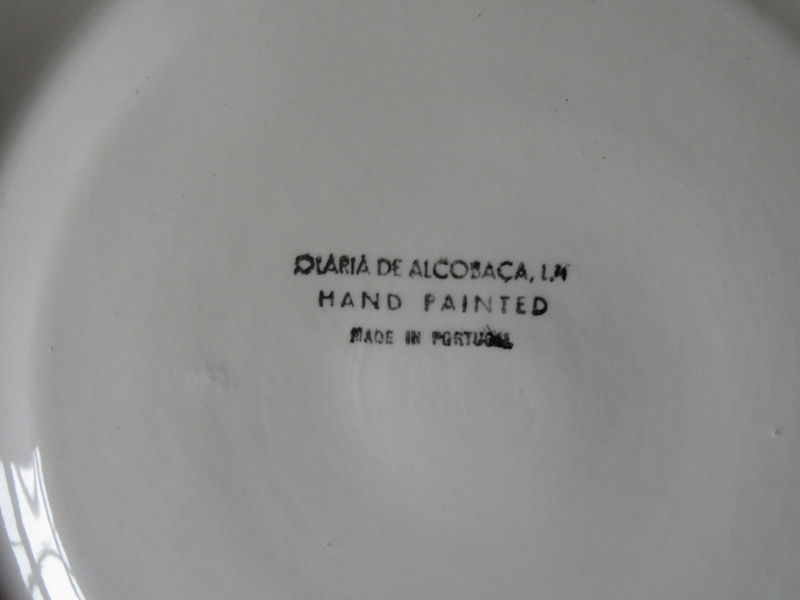 OLARIA DE ALCOBAÇA, L.
HAND PAINTED
MADE IN PORTUGAL